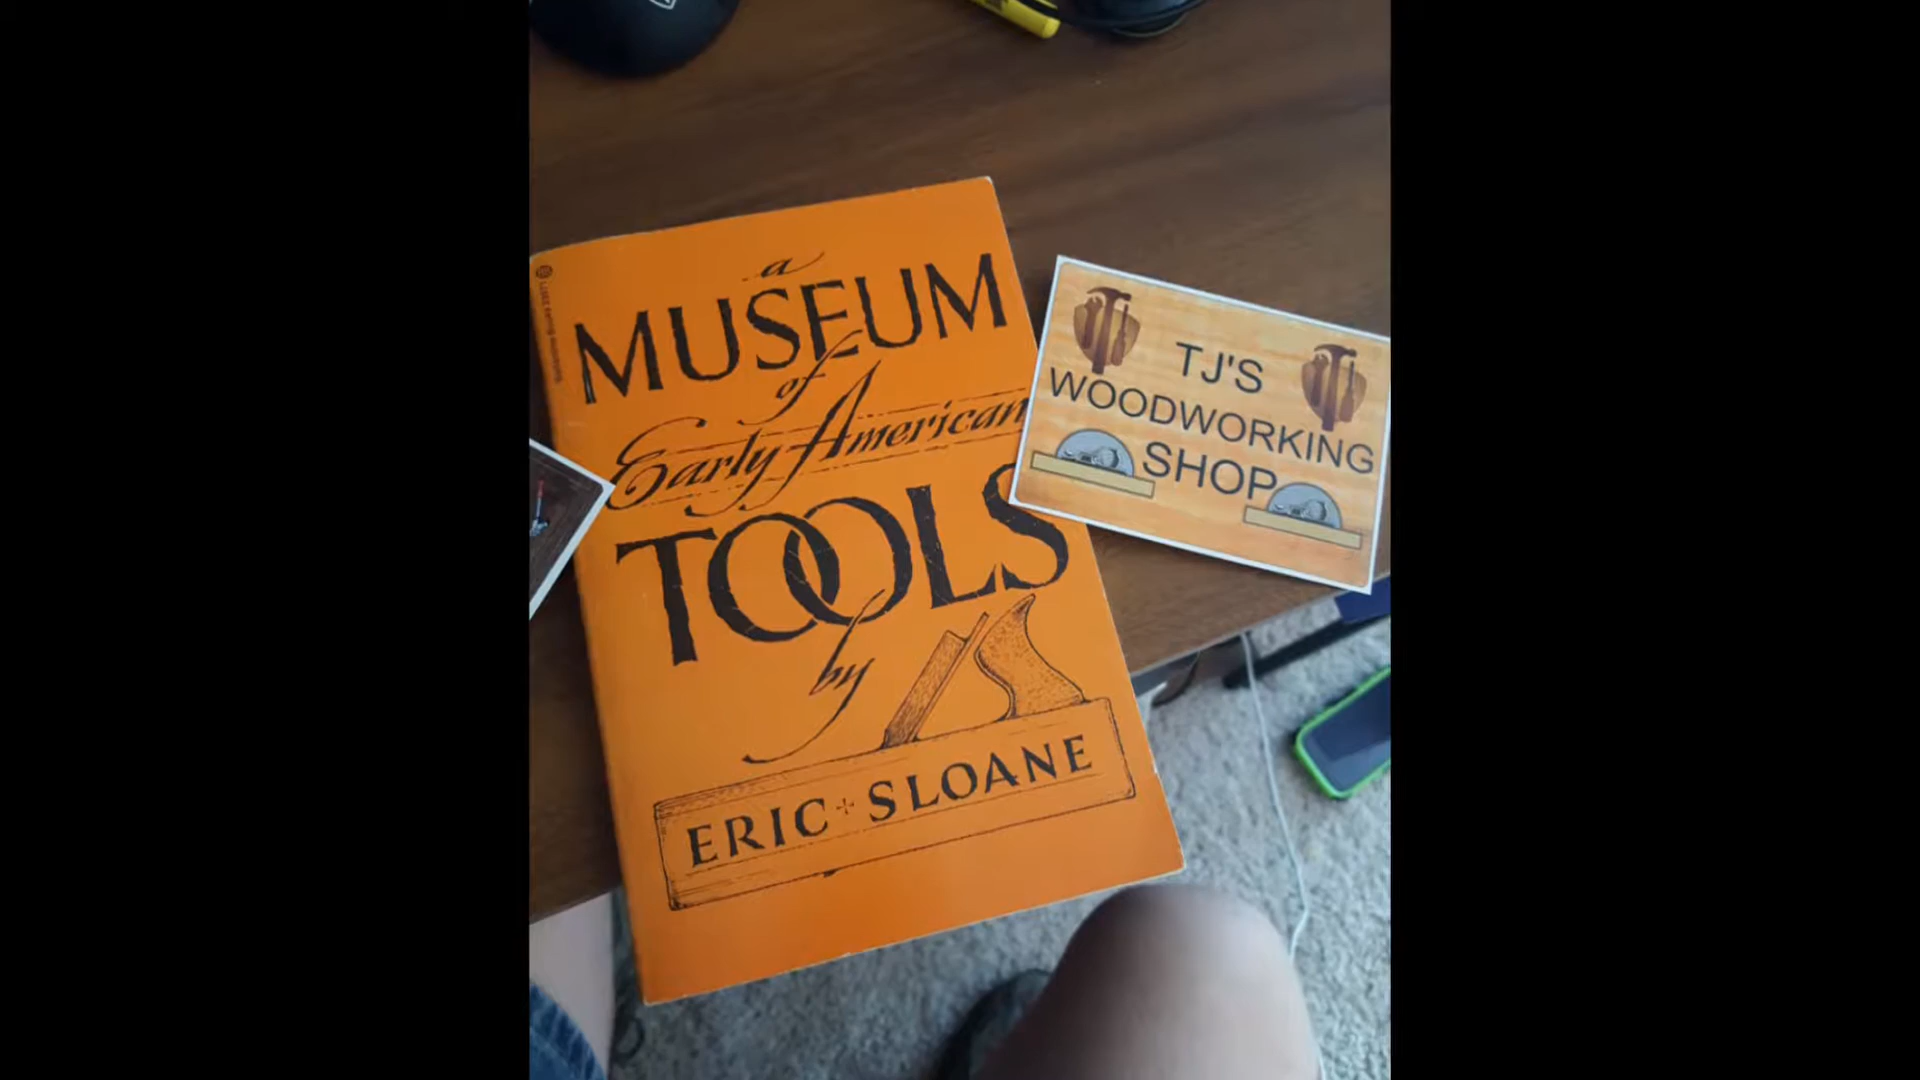 a
MUSEUM
of
Early American
TOOLS
by
ERIC + SLOANE
TJ'S
WOODWORKING
SHOP